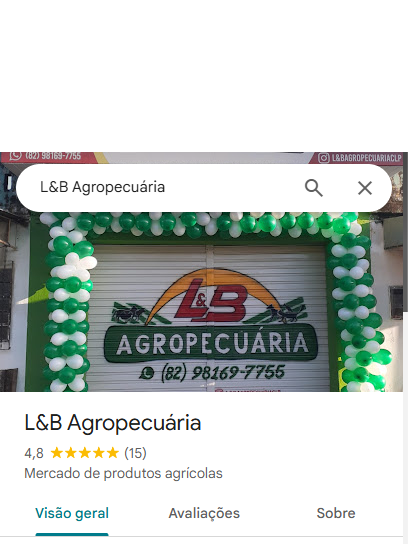 (82) 98169-7755
L&BAGROPECUARIACLP
L&B Agropecuária
L&B
AGROPECUÁRIA
(82) 98169-7755
L&B Agropecuária
4,8 (15)
Mercado de produtos agrícolas
Visão geral Avaliações Sobre